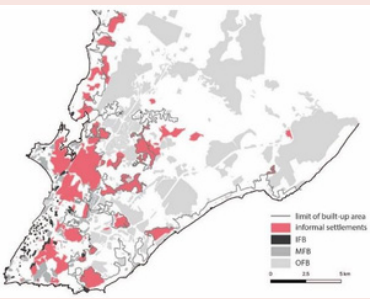 limit of built-up area
informal settlements
IFB
MFB
OFB
0 2.5 5 km